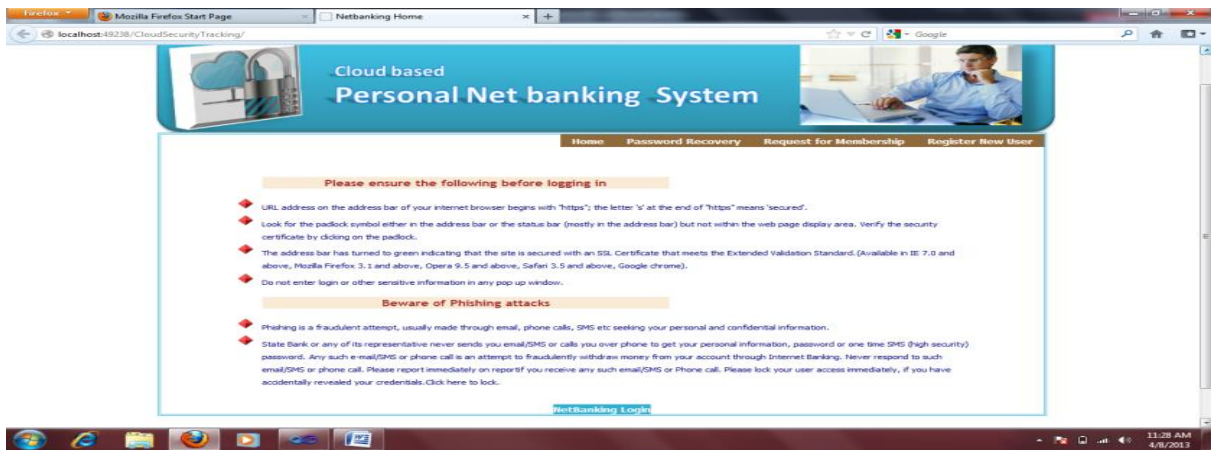 Firefox
Mozilla Firefox Start Page
Netbanking Home
localhost:49238/CloudSecurityTracking/
Google
Cloud based
Personal Net banking System
Home Password Recovery Request for Membership Register New User
Please ensure the following before logging in
URL address on the address bar of your internet browser begins with "https"; the letter 's' at the end of "https" means 'secured'.
Look for the padlock symbol either in the address bar or the status bar (mostly in the address bar) but not within the web page display area. Verify the security
certificate by clicking on the padlock.
The address bar has turned to green indicating that the site is secured with an SSL Certificate that meets the Extended Validation Standard.(Available in IE 7.0 and
above, Mozilla Firefox 3.1 and above, Opera 9.5 and above, Safari 3.5 and above, Google chrome).
Do not enter login or other sensitive information in any pop up window.
Beware of Phishing attacks
Phishing is a fraudulent attempt, usually made through email, phone calls, SMS etc seeking your personal and confidential information.
State Bank or any of its representative never sends you email/SMS or calls you over phone to get your personal information, password or one time SMS (high security)
password. Any such e-mail/SMS or phone call is an attempt to fraudulently withdraw money from your account through Internet Banking. Never respond to such
email/SMS or phone call. Please report immediately on reportif you receive any such email/SMS or Phone call. Please lock your user access immediately, if you have
accidentally revealed your credentials.Click here to lock.
NetBanking Login
11:28 AM
4/8/2013